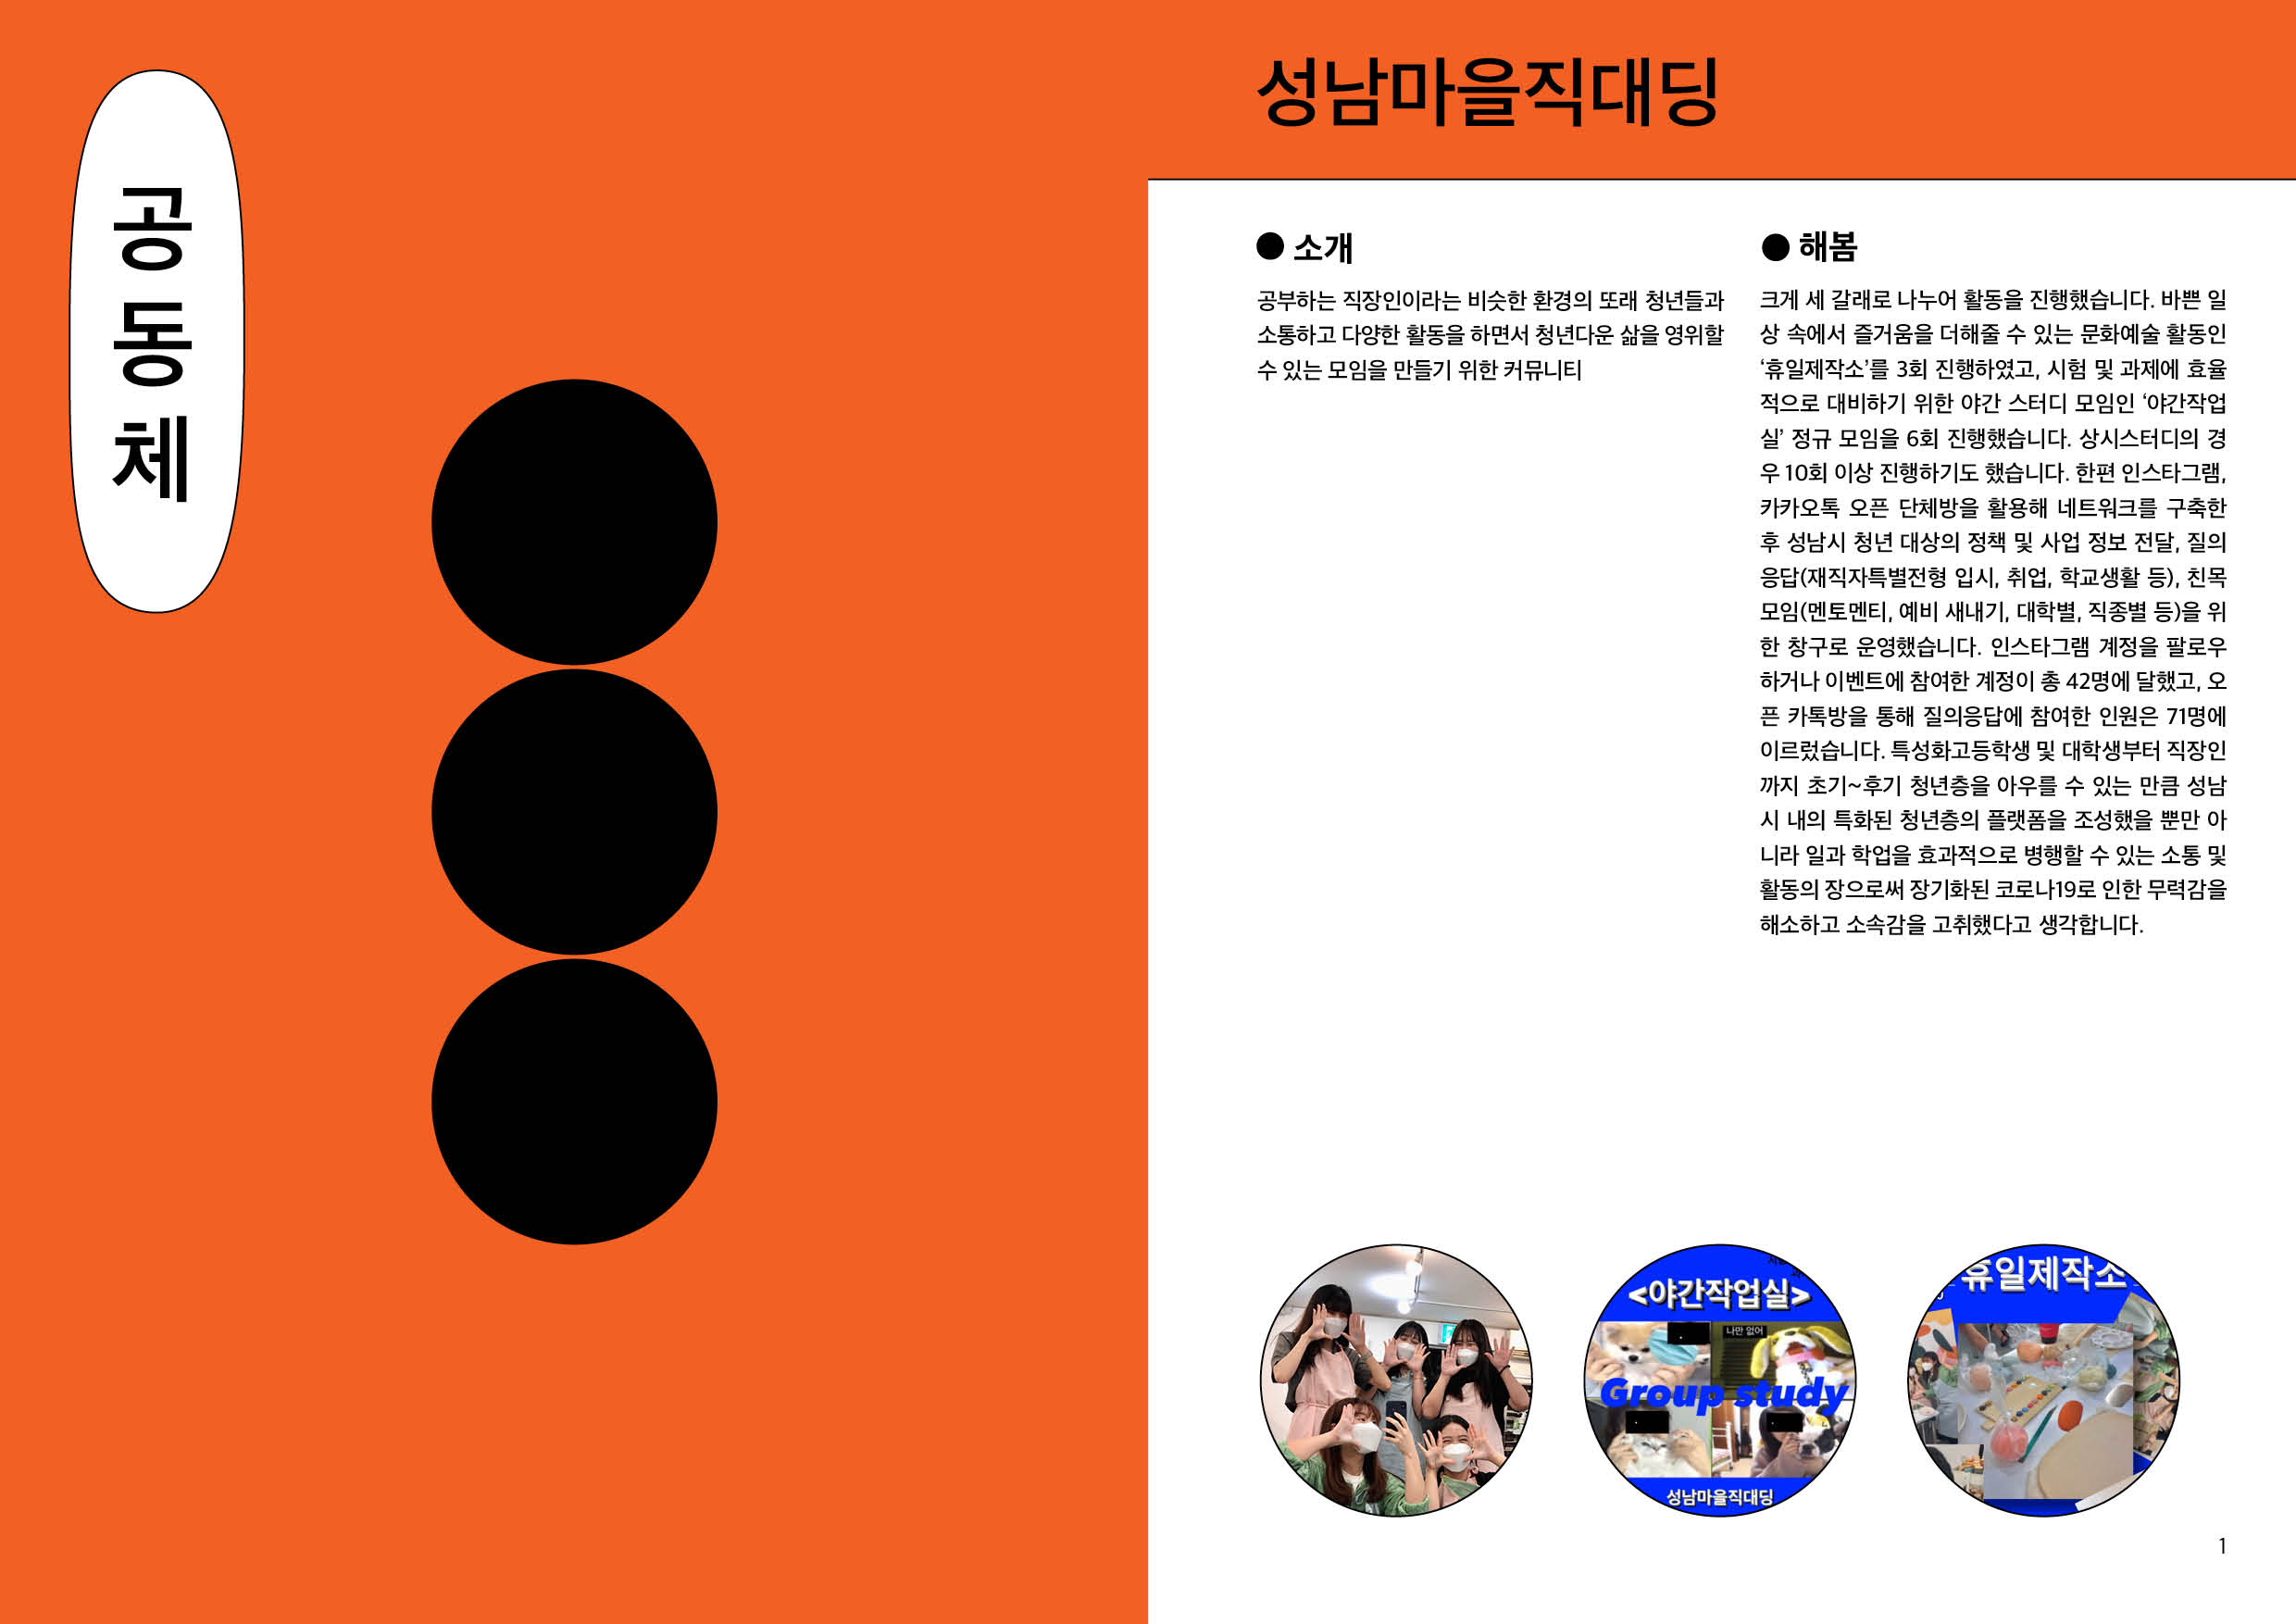 공
동
체
성남마을직대딩
● 소개
공부하는 직장인이라는 비슷한 환경의 또래 청년들과
소통하고 다양한 활동을 하면서 청년다운 삶을 영위할
수 있는 모임을 만들기 위한 커뮤니티
● 해봄
크게 세 갈래로 나누어 활동을 진행했습니다. 바쁜 일
상 속에서 즐거움을 더해줄 수 있는 문화예술 활동인
‘휴일제작소’를 3회 진행하였고, 시험 및 과제에 효율
적으로 대비하기 위한 야간 스터디 모임인 ‘야간작업
실’ 정규 모임을 6회 진행했습니다. 상시스터디의 경
우 10회 이상 진행하기도 했습니다. 한편 인스타그램,
카카오톡 오픈 단체방을 활용해 네트워크를 구축한
후 성남시 청년 대상의 정책 및 사업 정보 전달, 질의
응답(재직자특별전형 입시, 취업, 학교생활 등), 친목
모임(멘토멘티, 예비 새내기, 대학별, 직종별 등)을 위
한 창구로 운영했습니다. 인스타그램 계정을 팔로우
하거나 이벤트에 참여한 계정이 총 42명에 달했고, 오
픈 카톡방을 통해 질의응답에 참여한 인원은 71명에
이르렀습니다. 특성화고등학생 및 대학생부터 직장인
까지 초기~후기 청년층을 아우를 수 있는 만큼 성남
시 내의 특화된 청년층의 플랫폼을 조성했을 뿐만 아
니라 일과 학업을 효과적으로 병행할 수 있는 소통 및
활동의 장으로써 장기화된 코로나19로 인한 무력감을
해소하고 소속감을 고취했다고 생각합니다.
<야간작업실>
나만 없어
Group study
성남마을직대딩
휴일제작소
1